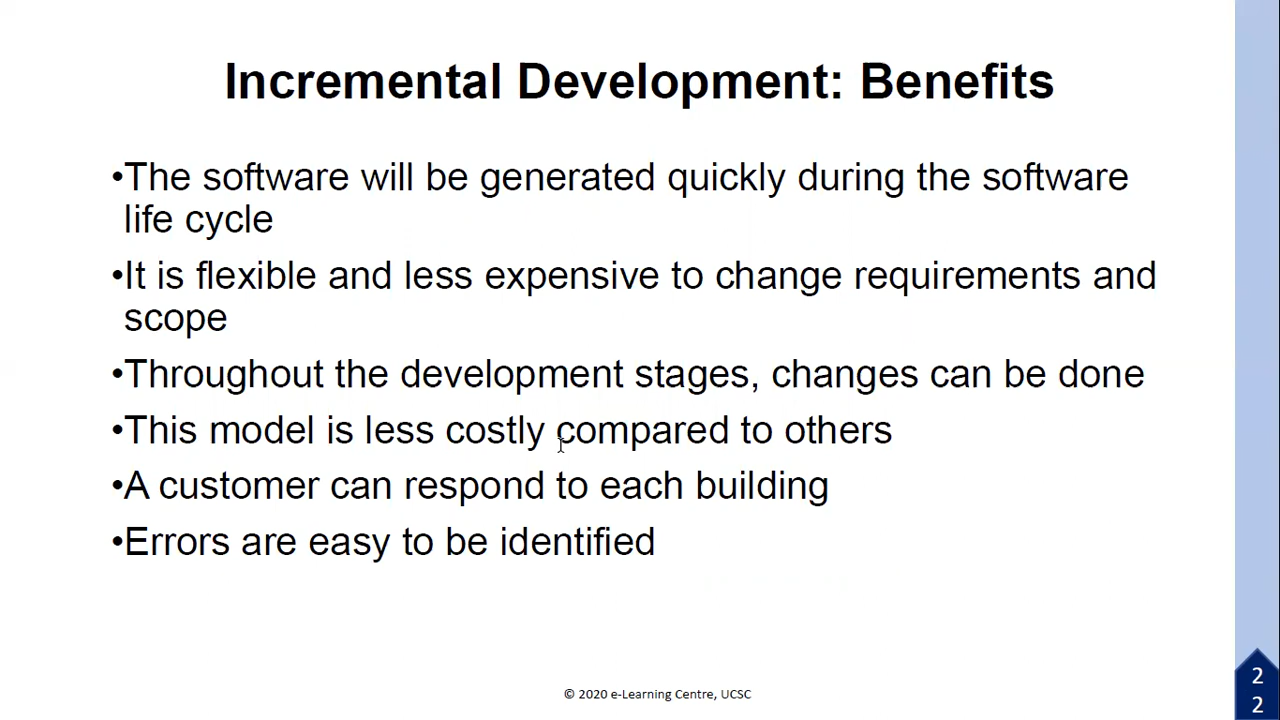 Incremental Development: Benefits
•The software will be generated quickly during the software
life cycle
•It is flexible and less expensive to change requirements and
scope
•Throughout the development stages, changes can be done
•This model is less costly compared to others
•A customer can respond to each building
•Errors are easy to be identified
© 2020 e-Learning Centre, UCSC
2
2